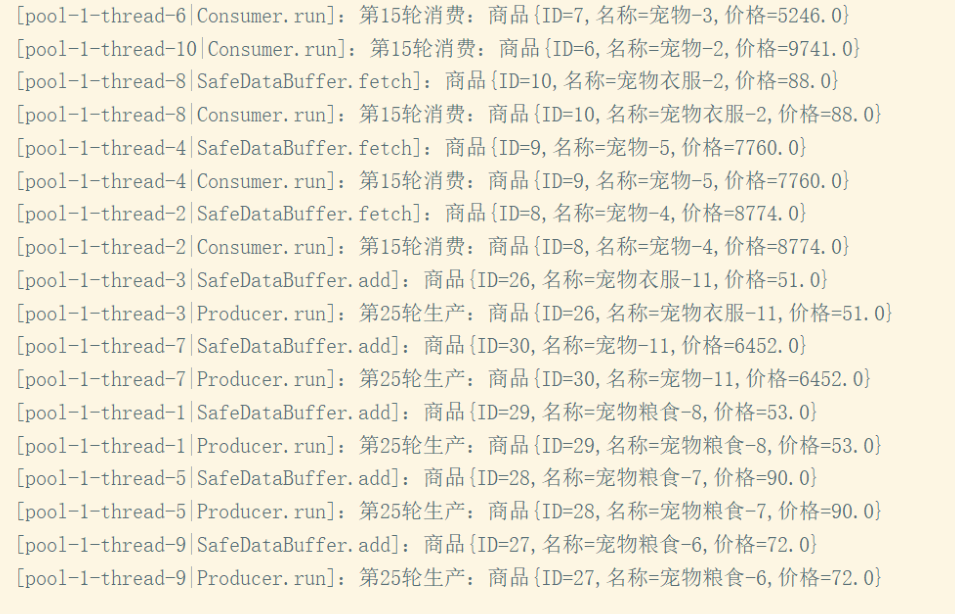 [pool-1-thread-6|Consumer.run]：第15轮消费：商品{ID=7,名称=宠物-3,价格=5246.0}
[pool-1-thread-10|Consumer.run]：第15轮消费：商品{ID=6,名称=宠物-2,价格=9741.0}
[pool-1-thread-8|SafeDataBuffer.fetch]：商品{ID=10,名称=宠物衣服-2,价格=88.0}
[pool-1-thread-8|Consumer.run]：第15轮消费：商品{ID=10,名称=宠物衣服-2,价格=88.0}
[pool-1-thread-4|SafeDataBuffer.fetch]：商品{ID=9,名称=宠物-5,价格=7760.0}
[pool-1-thread-4|Consumer.run]：第15轮消费：商品{ID=9,名称=宠物-5,价格=7760.0}
[pool-1-thread-2|SafeDataBuffer.fetch]：商品{ID=8,名称=宠物-4,价格=8774.0}
[pool-1-thread-2|Consumer.run]：第15轮消费：商品{ID=8,名称=宠物-4,价格=8774.0}
[pool-1-thread-3|SafeDataBuffer.add]：商品{ID=26,名称=宠物衣服-11,价格=51.0}
[pool-1-thread-3|Producer.run]：第25轮生产：商品{ID=26,名称=宠物衣服-11,价格=51.0}
[pool-1-thread-7|SafeDataBuffer.add]：商品{ID=30,名称=宠物-11,价格=6452.0}
[pool-1-thread-7|Producer.run]：第25轮生产：商品{ID=30,名称=宠物-11,价格=6452.0}
[pool-1-thread-1|SafeDataBuffer.add]：商品{ID=29,名称=宠物粮食-8,价格=53.0}
[pool-1-thread-1|Producer.run]：第25轮生产：商品{ID=29,名称=宠物粮食-8,价格=53.0}
[pool-1-thread-5|SafeDataBuffer.add]：商品{ID=28,名称=宠物粮食-7,价格=90.0}
[pool-1-thread-5|Producer.run]：第25轮生产：商品{ID=28,名称=宠物粮食-7,价格=90.0}
[pool-1-thread-9|SafeDataBuffer.add]：商品{ID=27,名称=宠物粮食-6,价格=72.0}
[pool-1-thread-9|Producer.run]：第25轮生产：商品{ID=27,名称=宠物粮食-6,价格=72.0}